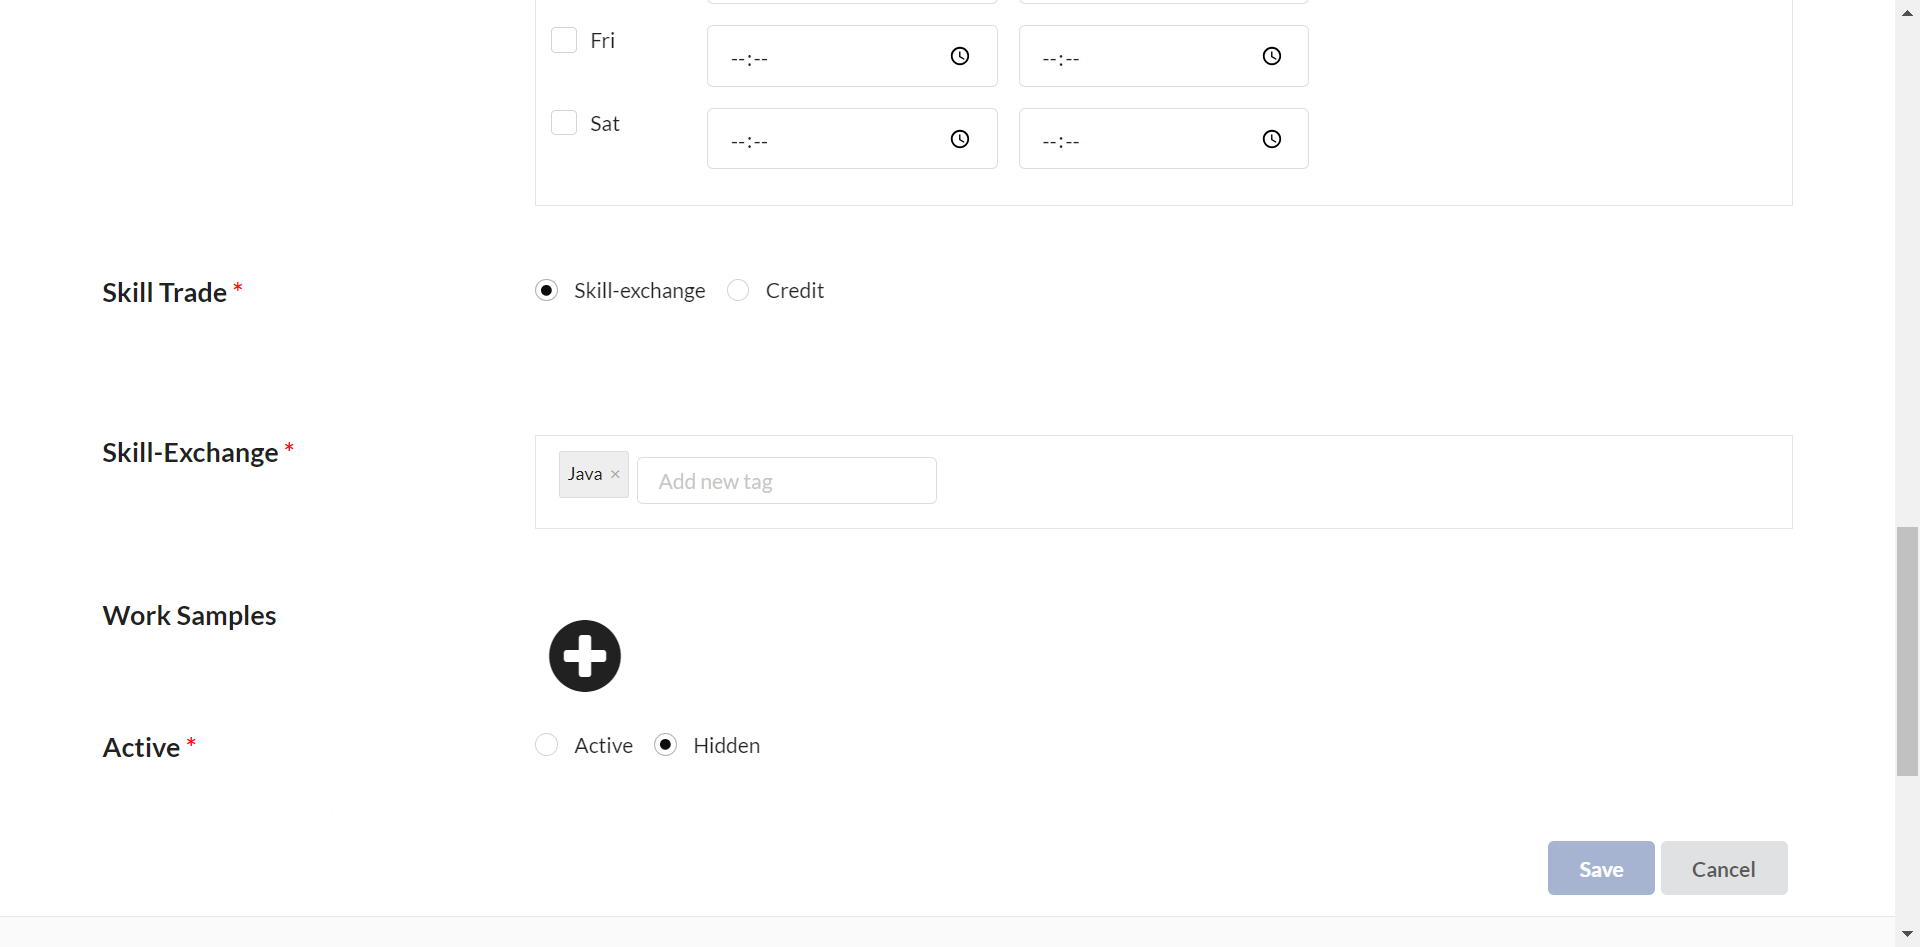 Fri --:-- --:--
Sat --:-- --:--
Skill Trade * Skill-exchange Credit
Skill-Exchange * Java × Add new tag
Work Samples
Active * Active Hidden
Save Cancel